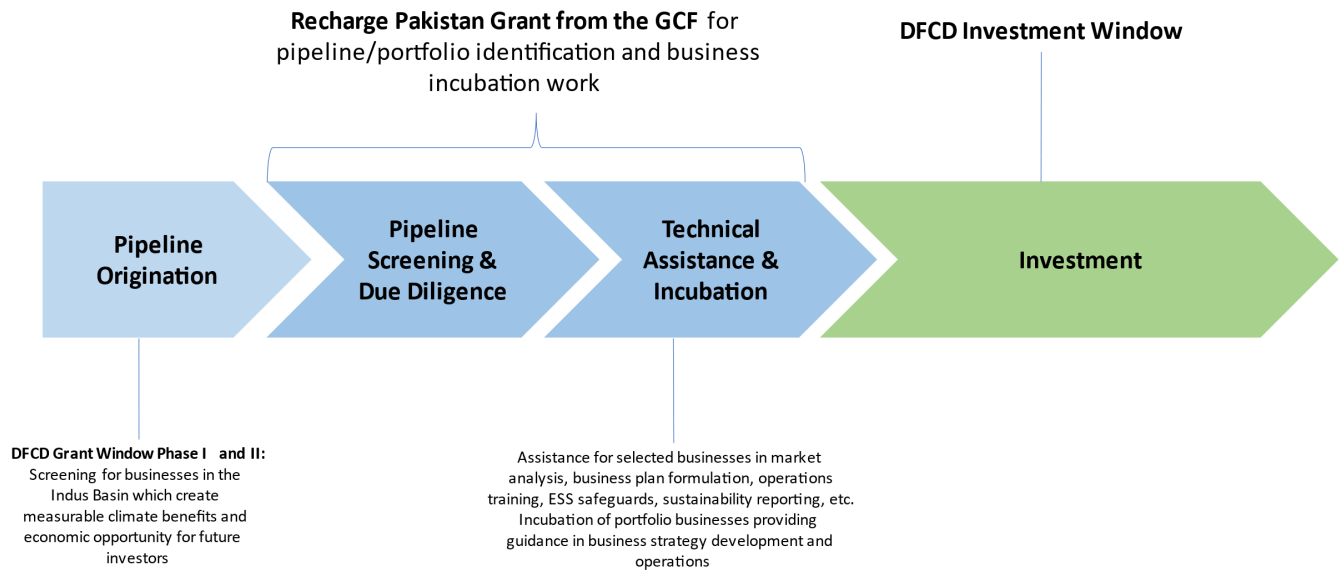 Recharge Pakistan Grant from the GCF for
pipeline/portfolio identification and business
incubation work
DFCD Investment Window
Pipeline
Origination
Pipeline
Screening &
Due Diligence
Technical
Assistance &
Incubation
Investment
DFCD Grant Window Phase I and II:
Screening for businesses in the
Indus Basin which create
measurable climate benefits and
economic opportunity for future
investors
Assistance for selected businesses in market
analysis, business plan formulation, operations
training, ESS safeguards, sustainability reporting, etc.
Incubation of portfolio businesses providing
guidance in business strategy development and
operations